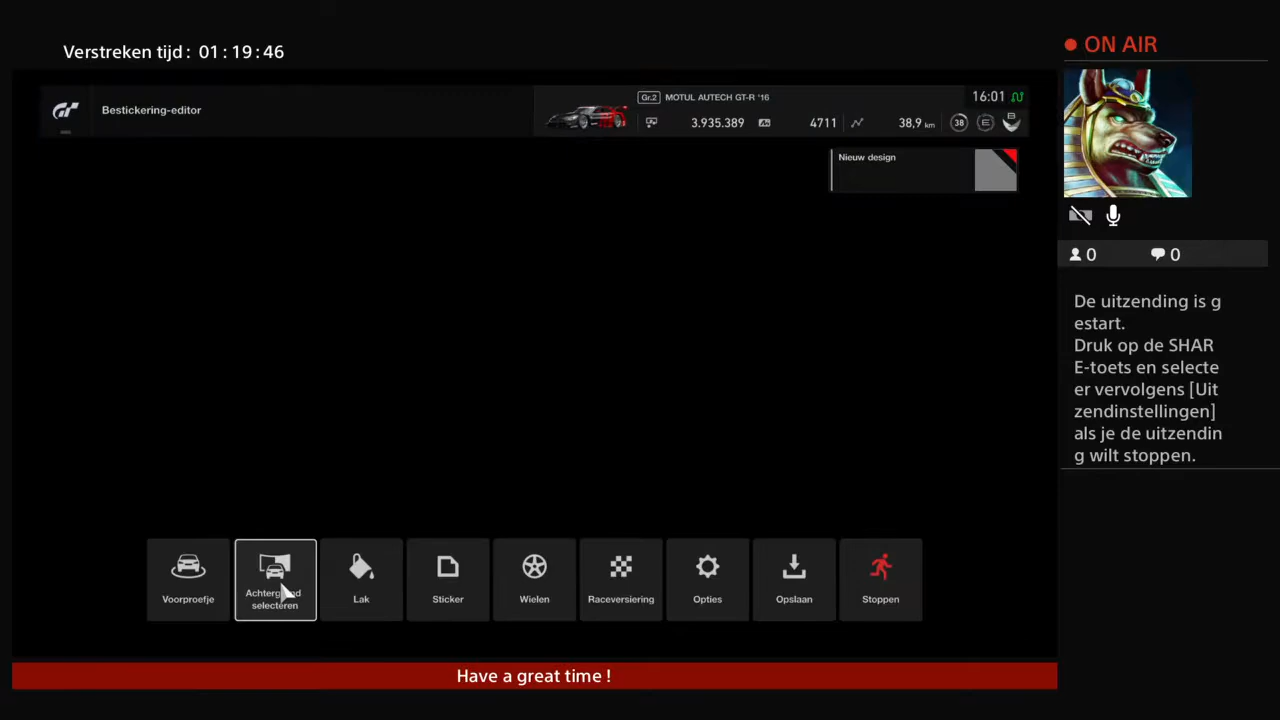 Verstreken tijd: 01:19:46
ON AIR
Bestickering-editor
Gr.2 MOTUL AUTECH GT-R '16
16:01
3.935.389
4711
38,9 km
38
E
B
Nieuw design
0
0
De uitzending is g
estart.
Druk op de SHAR
E-toets en selecte
er vervolgens [Uit
zendinstellingen]
als je de uitzendin
g wilt stoppen.
Voorproefje
Achtergrond
selecteren
Lak
Sticker
Wielen
Raceversiering
Opties
Opslaan
Stoppen
Have a great time !